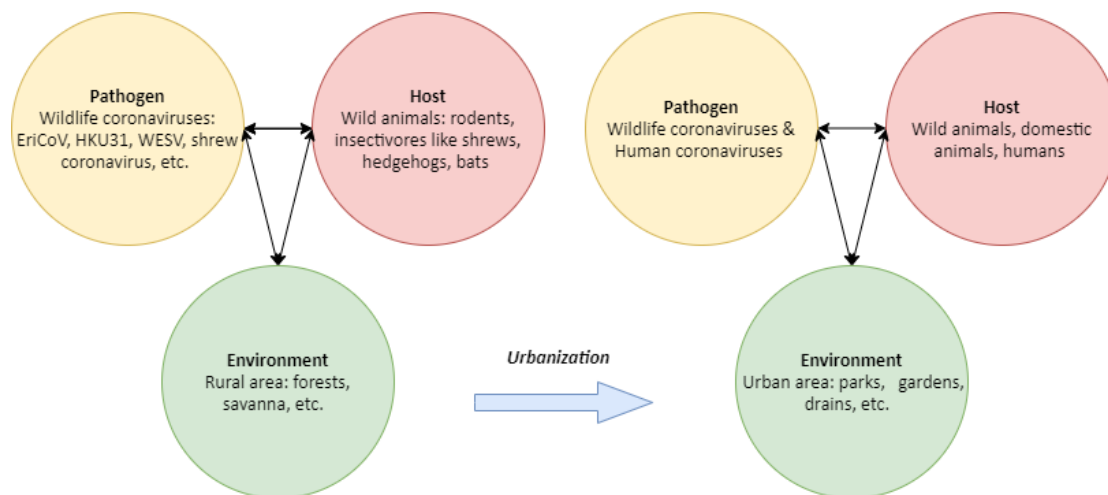 Pathogen
Wildlife coronaviruses:
EriCoV, HKU31, WESV, shrew
coronavirus, etc.
Host
Wild animals: rodents,
insectivores like shrews,
hedgehogs, bats
Environment
Rural area: forests,
savanna, etc.
Urbanization
Pathogen
Wildlife coronaviruses &
Human coronaviruses
Host
Wild animals, domestic
animals, humans
Environment
Urban area: parks, gardens,
drains, etc.